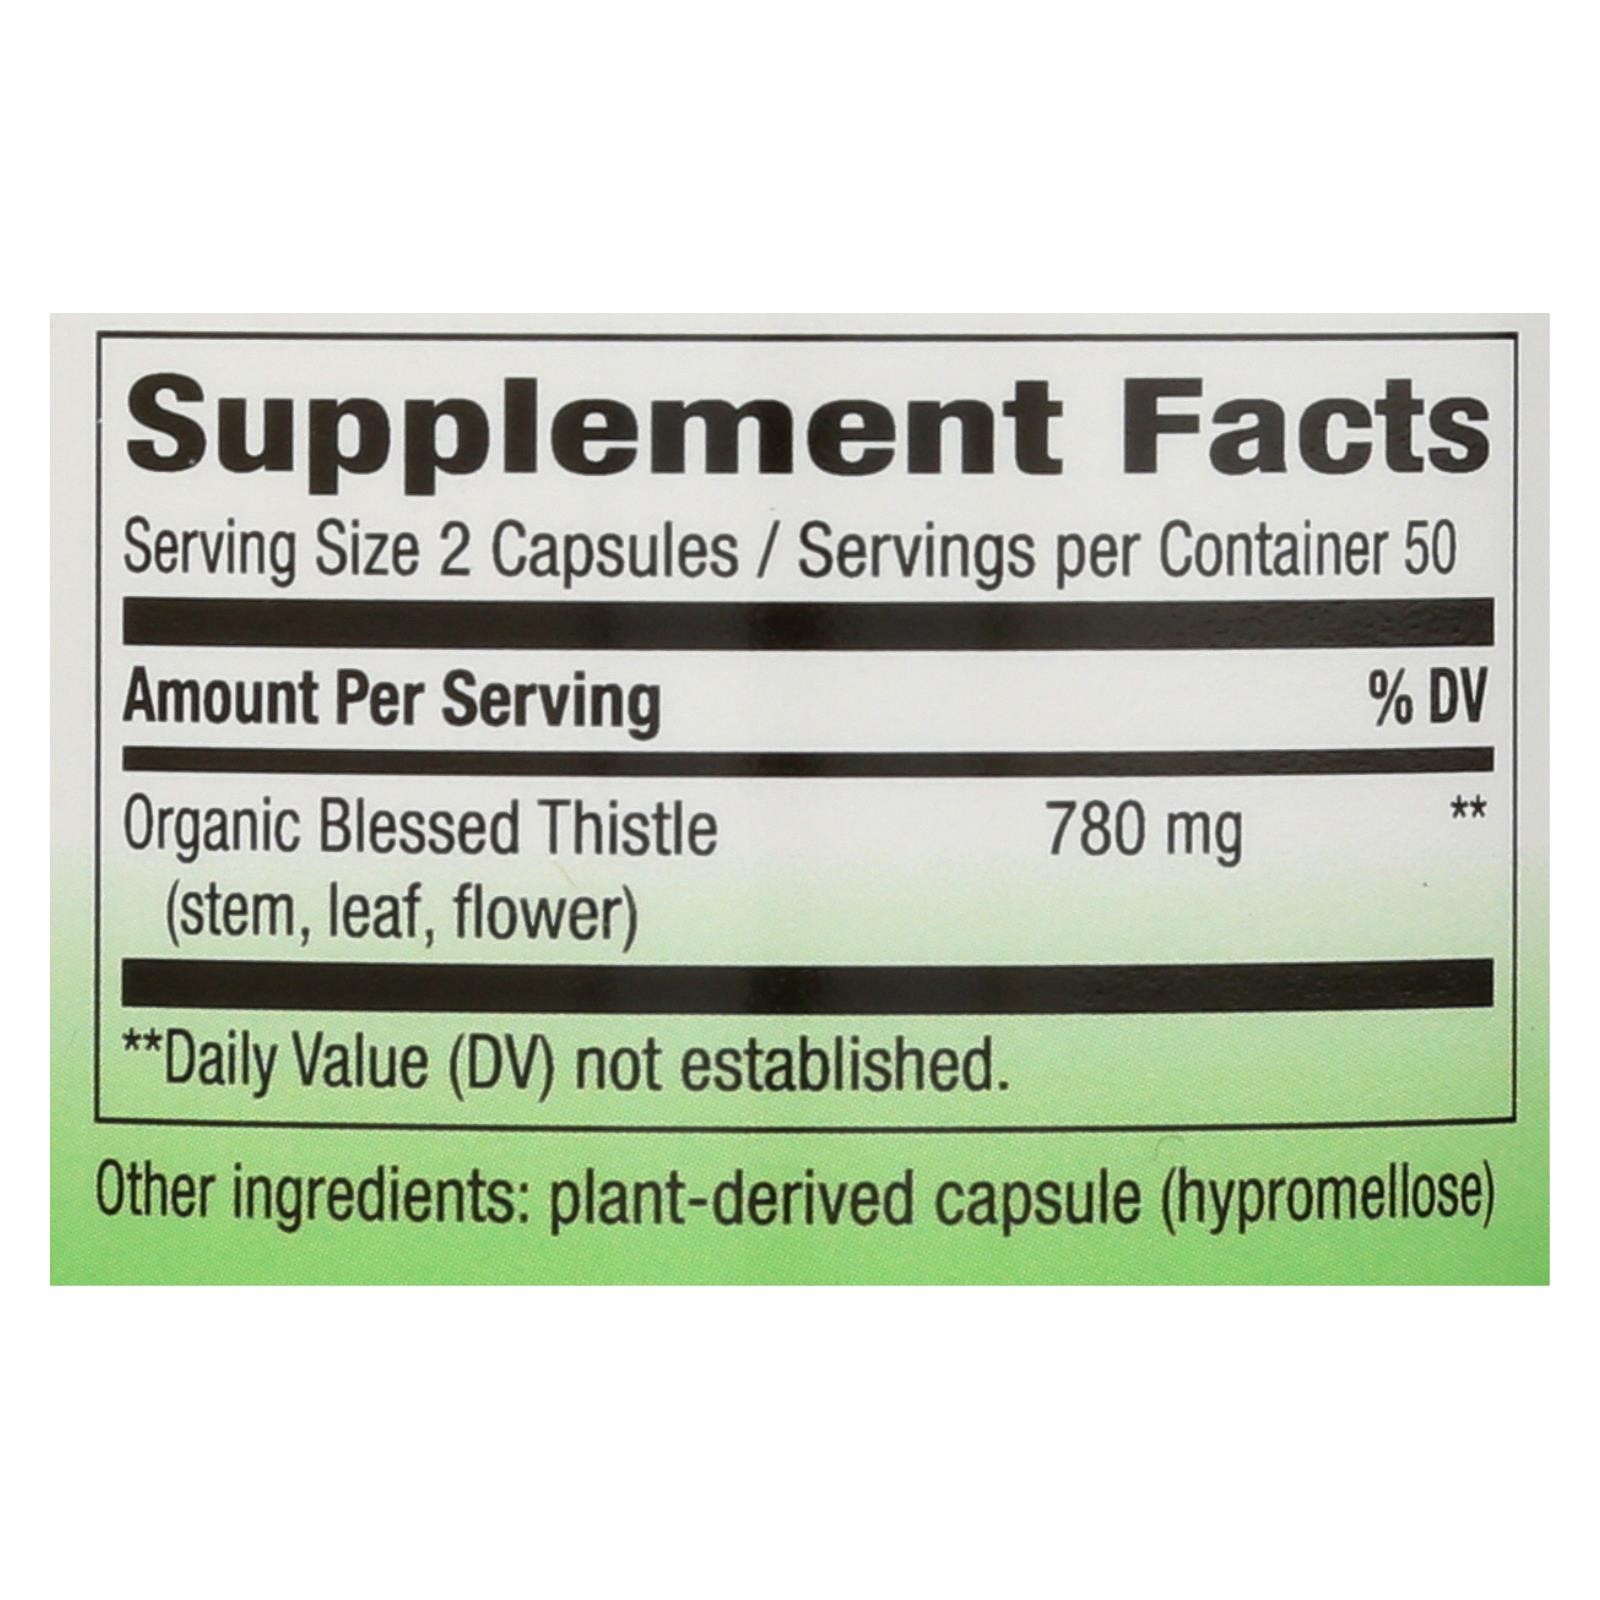 Supplement Facts
Serving Size 2 Capsules / Servings per Container 50
Amount Per Serving % DV
Organic Blessed Thistle 780 mg **
(stem, leaf, flower)
**Daily Value (DV) not established.
Other ingredients: plant-derived capsule (hypromellose)